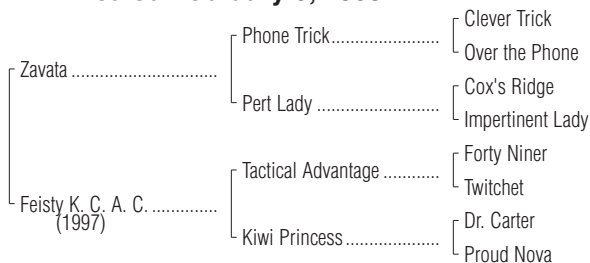 Clever Trick
Phone Trick
Over the Phone
Zavata
Cox's Ridge
Pert Lady
Impertinent Lady
Forty Niner
Tactical Advantage
Twitchet
Feisty K. C. A. C.
(1997)
Dr. Carter
Kiwi Princess
Proud Nova